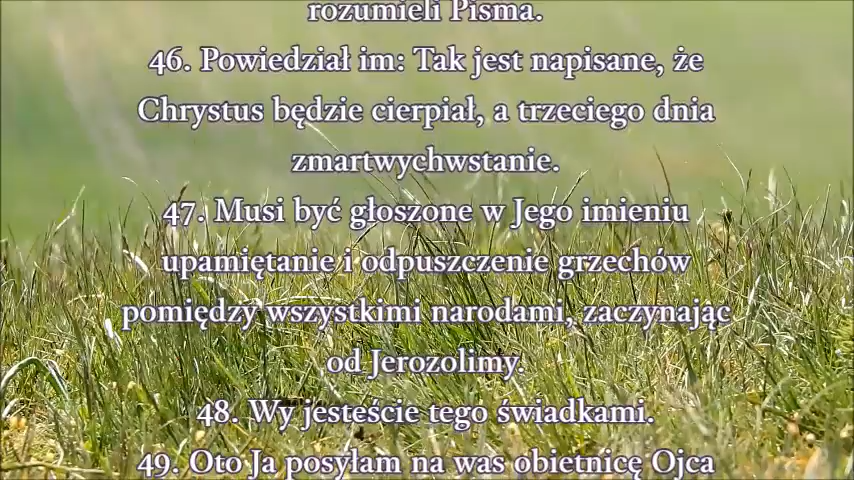 rozumieli Pisma.
46. Powiedział im: Tak jest napisane, że
Chrystus będzie cierpiał, a trzeciego dnia
zmartwychwstanie.
47. Musi być głoszone w Jego imieniu
upamiętanie i odpuszczenie grzechów
pomiędzy wszystkimi narodami, zaczynając
od Jerozolimy.
48. Wy jesteście tego świadkami.
49. Oto Ja posyłam na was obietnicę Ojca